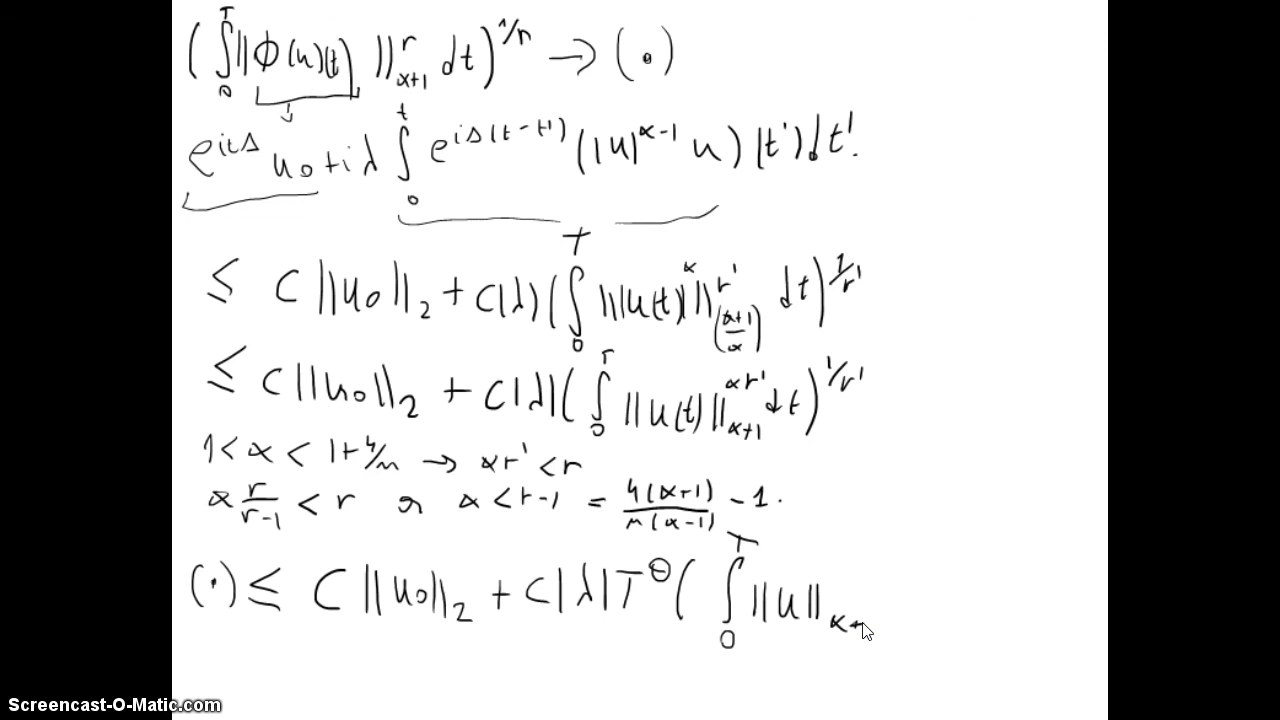 ( ∫₀ᵀ ||ϕ(u)(t)||_{α+1}^r dt )^{1/r} → (•)
e^{itΔ} u₀ + iλ ∫₀ᵗ e^{iΔ(t-t')} (|u|^{α-1} u)(t')dt'.
≤ C||u₀||₂ + C|λ| ( ∫₀ᵀ |||u(t)|^α||_{(α+1/α)}^{r'} dt )^{1/r'}
≤ C||u₀||₂ + C|λ| ( ∫₀ᵀ ||u(t)||_{α+1}^{αr'} dt )^{1/r'}
1 < α < 1+4/n → αr' < r
α r/(r-1) < r or α < r-1 = 4(α+1)/(n(α-1)) - 1.
(•) ≤ C||u₀||₂ + C|λ|T^θ ( ∫₀ᵀ ||u||_{α+
Screencast-O-Matic.com